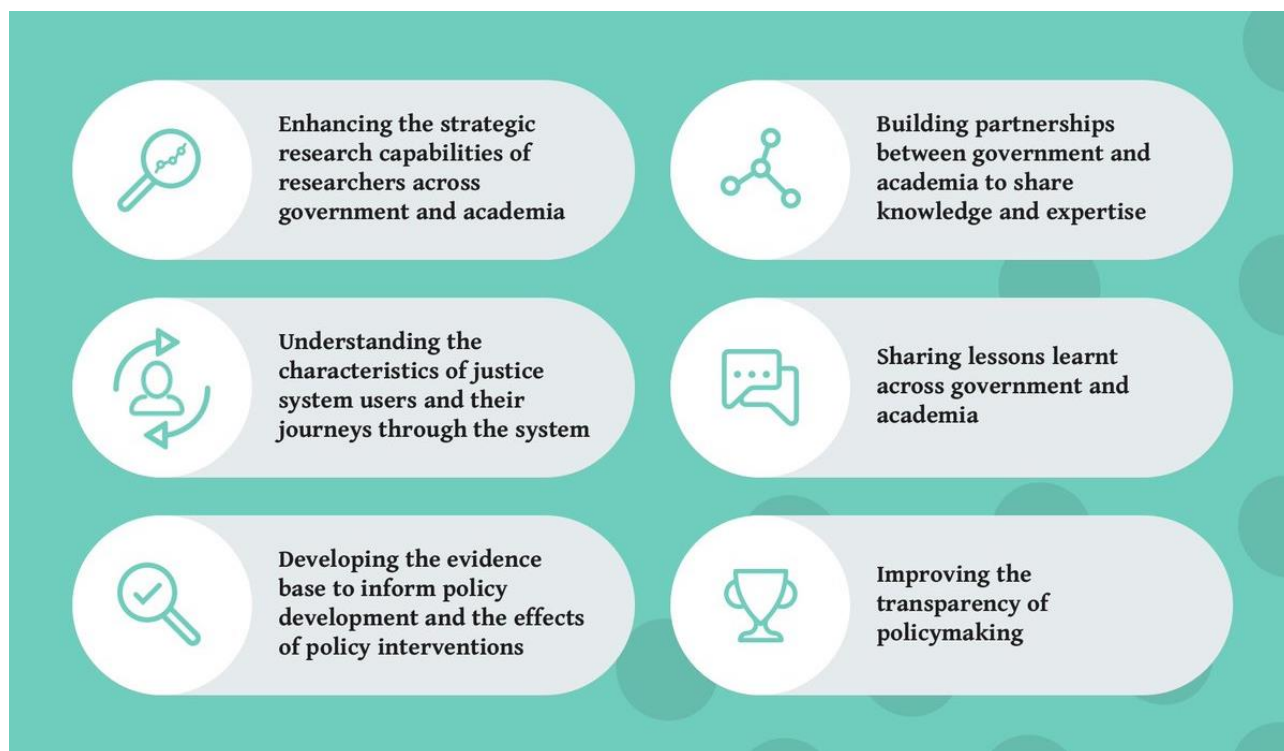 Enhancing the strategic
research capabilities of
researchers across
government and academia
Building partnerships
between government and
academia to share
knowledge and expertise
Understanding the
characteristics of justice
system users and their
journeys through the system
Sharing lessons learnt
across government and
academia
Developing the evidence
base to inform policy
development and the effects
of policy interventions
Improving the
transparency of
policymaking